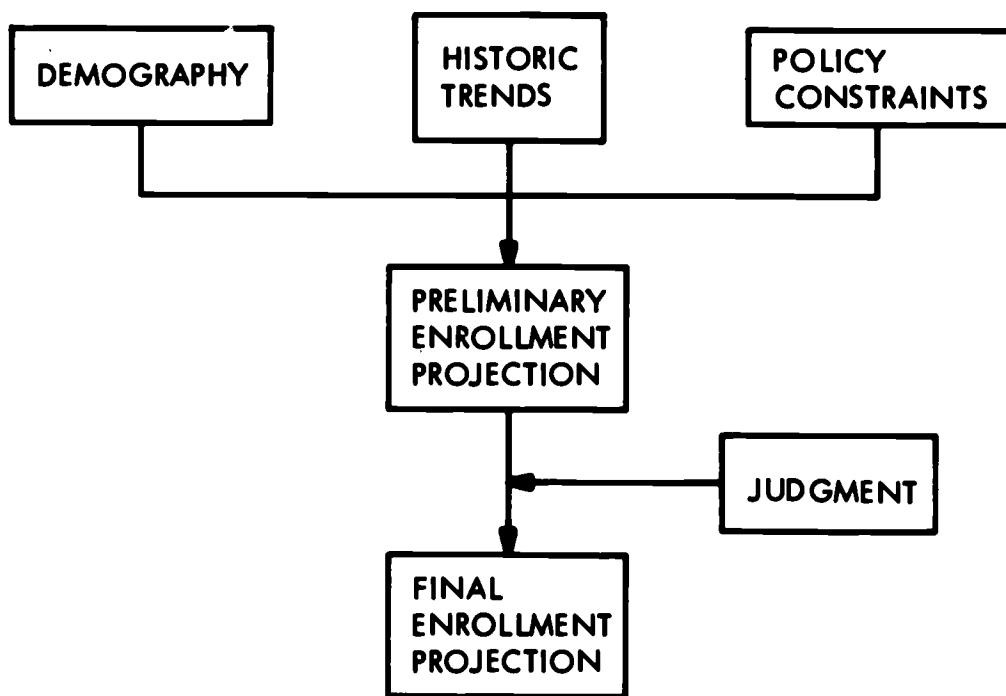 DEMOGRAPHY
HISTORIC
TRENDS
POLICY
CONSTRAINTS
PRELIMINARY
ENROLLMENT
PROJECTION
JUDGMENT
FINAL
ENROLLMENT
PROJECTION